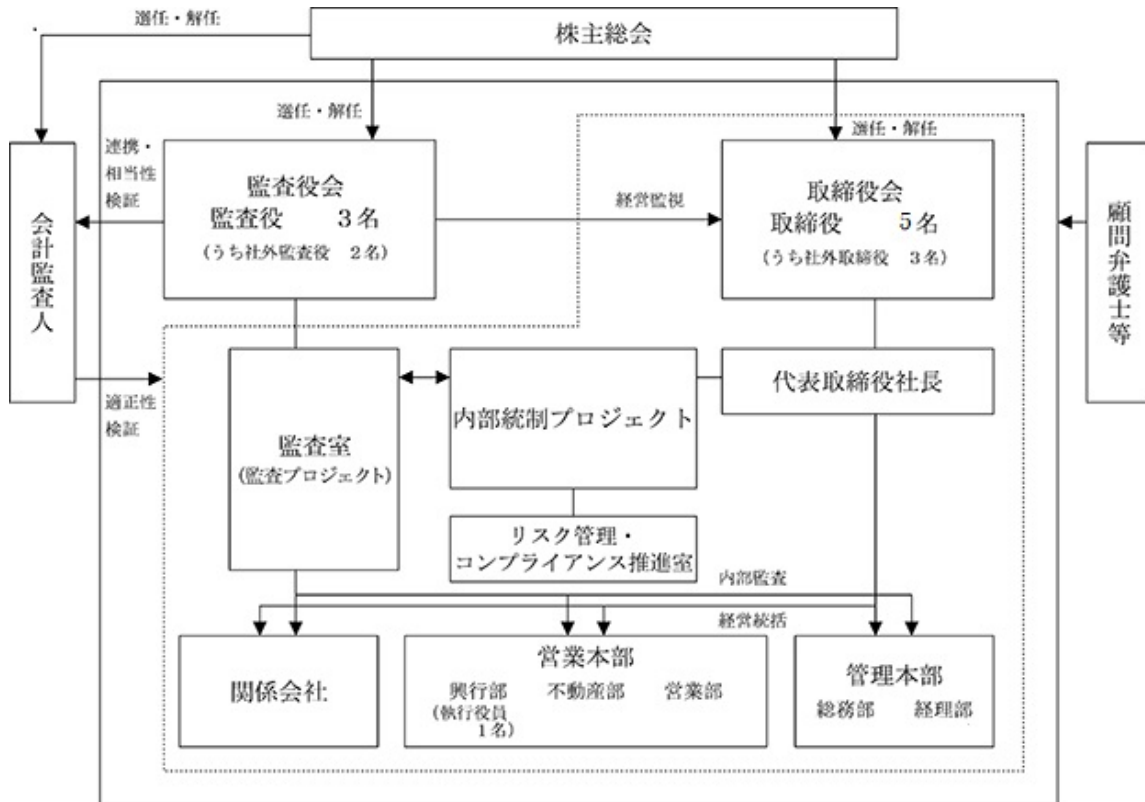 選任・解任
株主総会
選任・解任
選任・解任
連携・
相当性
検証
監査役会
監査役 3名
(うち社外監査役 2名)
経営監視
取締役会
取締役 5名
(うち社外取締役 3名)
会計監査人
顧問弁護士等
適正性
検証
監査室
(監査プロジェクト)
内部統制プロジェクト
代表取締役社長
リスク管理・
コンプライアンス推進室
内部監査
経営統括
関係会社
営業本部
興行部 不動産部 営業部
(執行役員
1名)
管理本部
総務部 経理部